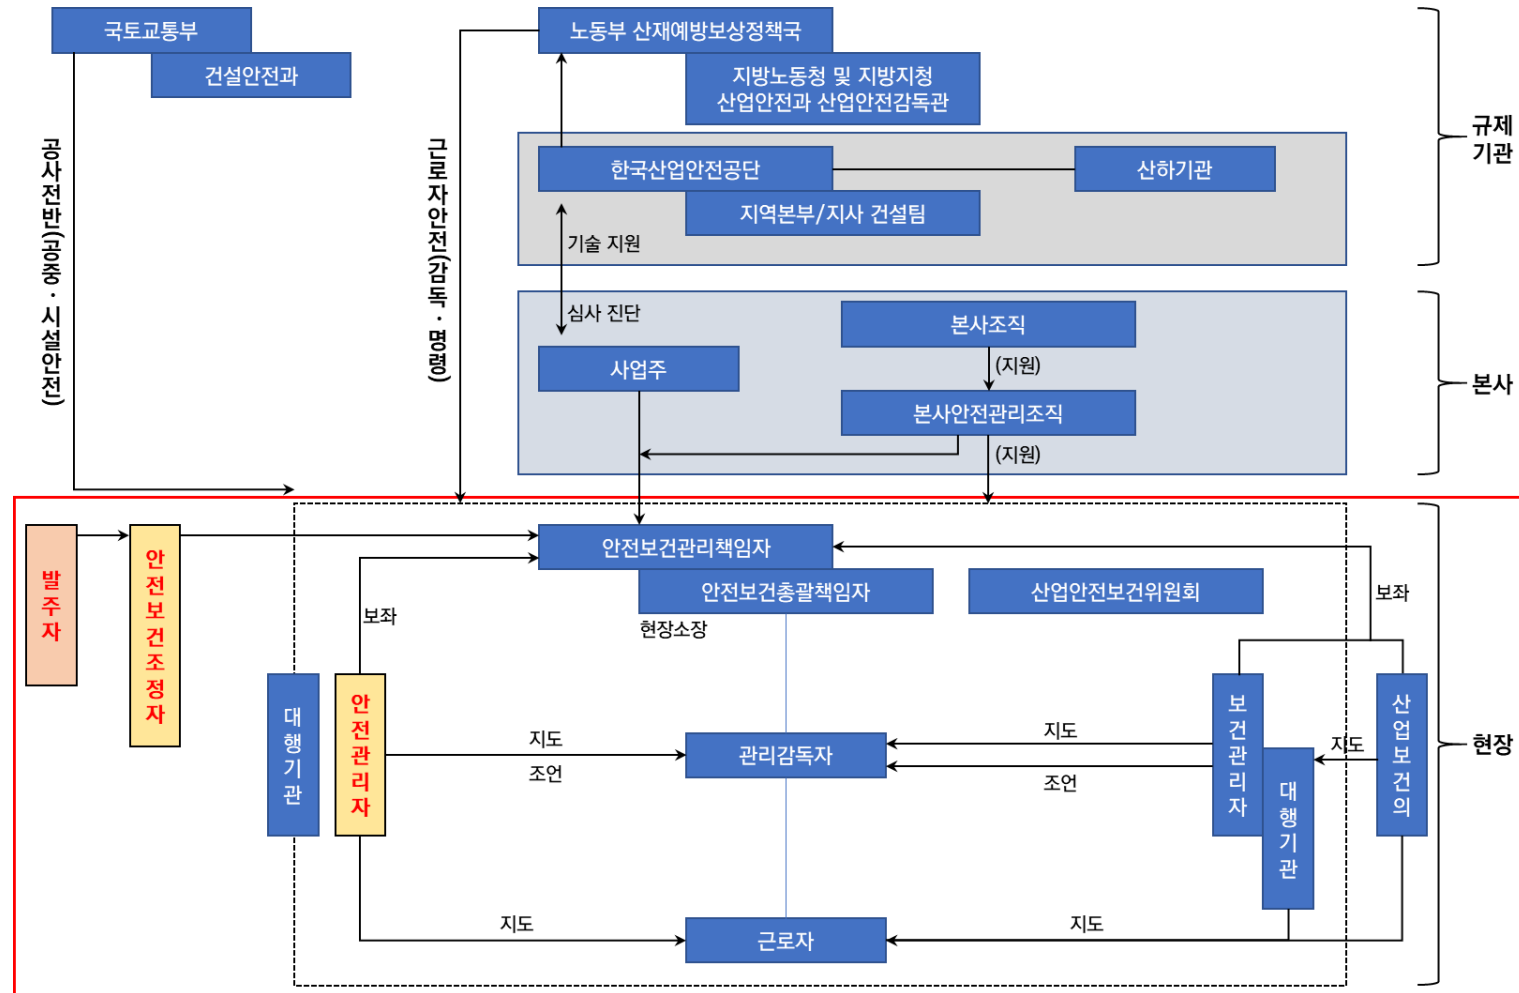 국토교통부
건설안전과
노동부 산재예방보상정책국
지방노동청 및 지방지청
산업안전과 산업안전감독관
공사전반(공중·시설안전)
근로자안전(감독·명령)
한국산업안전공단
산하기관
지역본부/지사 건설팀
기술 지원
규제
기관
심사 진단
사업주
본사조직
(지원)
본사안전관리조직
(지원)
본사
발주자
안전보건조정자
안전보건관리책임자
안전보건총괄책임자
현장소장
산업안전보건위원회
보좌
보좌
대행기관
안전관리자
지도
조언
관리감독자
지도
조언
보건관리자
대행기관
지도
산업보건의
현장
지도
근로자
지도